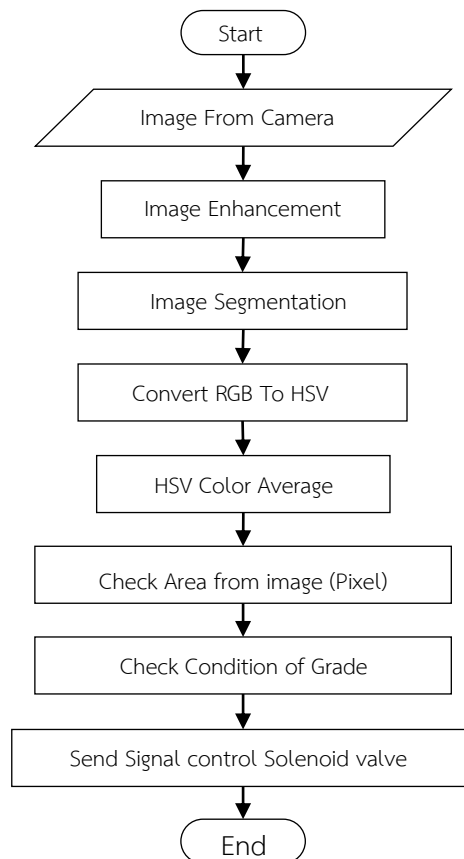 Start
Image From Camera
Image Enhancement
Image Segmentation
Convert RGB To HSV
HSV Color Average
Check Area from image (Pixel)
Check Condition of Grade
Send Signal control Solenoid valve
End